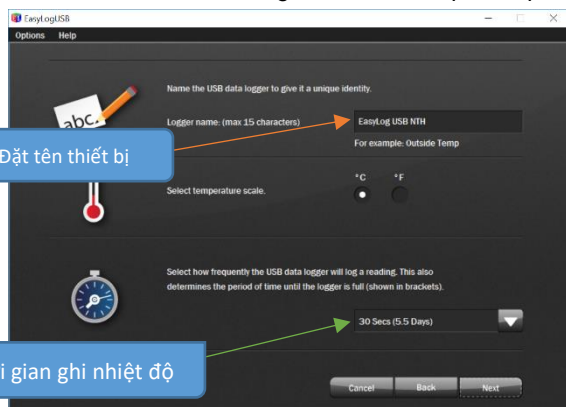 EasyLogUSB
Options Help
Name the USB data logger to give it a unique identity.
abc.
Logger name: (max 15 characters)
EasyLog USB NTH
For example: Outside Temp
Đặt tên thiết bị
°C °F
Select temperature scale.
Select how frequently the USB data logger will log a reading. This also
determines the period of time until the logger is full (shown in brackets).
30 Secs (5.5 Days)
gian ghi nhiệt độ
Cancel Back Next